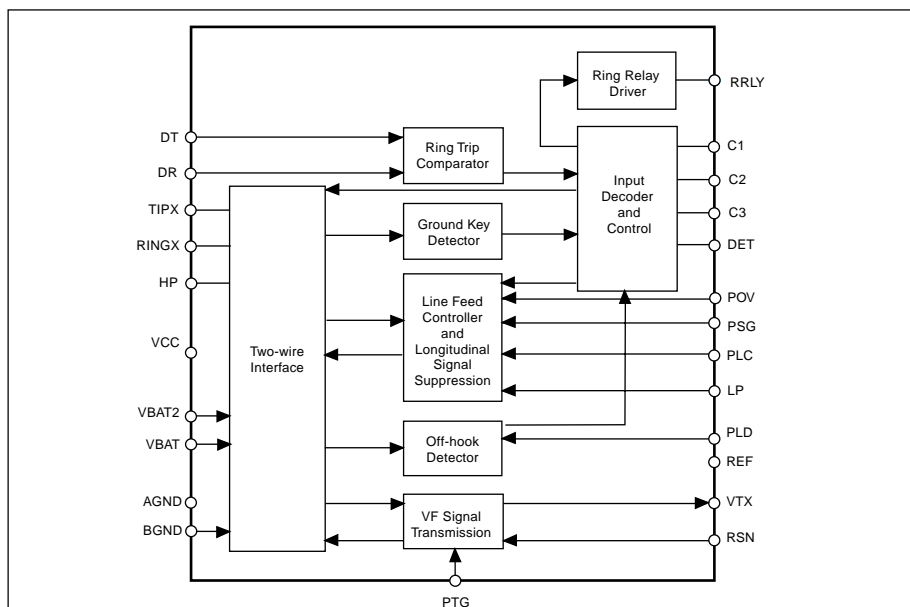 Ring Relay
Driver
RRLY
DT
Ring Trip
Comparator
C1
DR
Input
Decoder
and
Control
C2
TIPX
C3
Ground Key
Detector
RINGX
DET
HP
Line Feed
Controller
and
Longitudinal
Signal
Suppression
POV
PSG
VCC
Two-wire
Interface
PLC
LP
VBAT2
PLD
VBAT
Off-hook
Detector
REF
AGND
VF Signal
Transmission
VTX
BGND
RSN
PTG